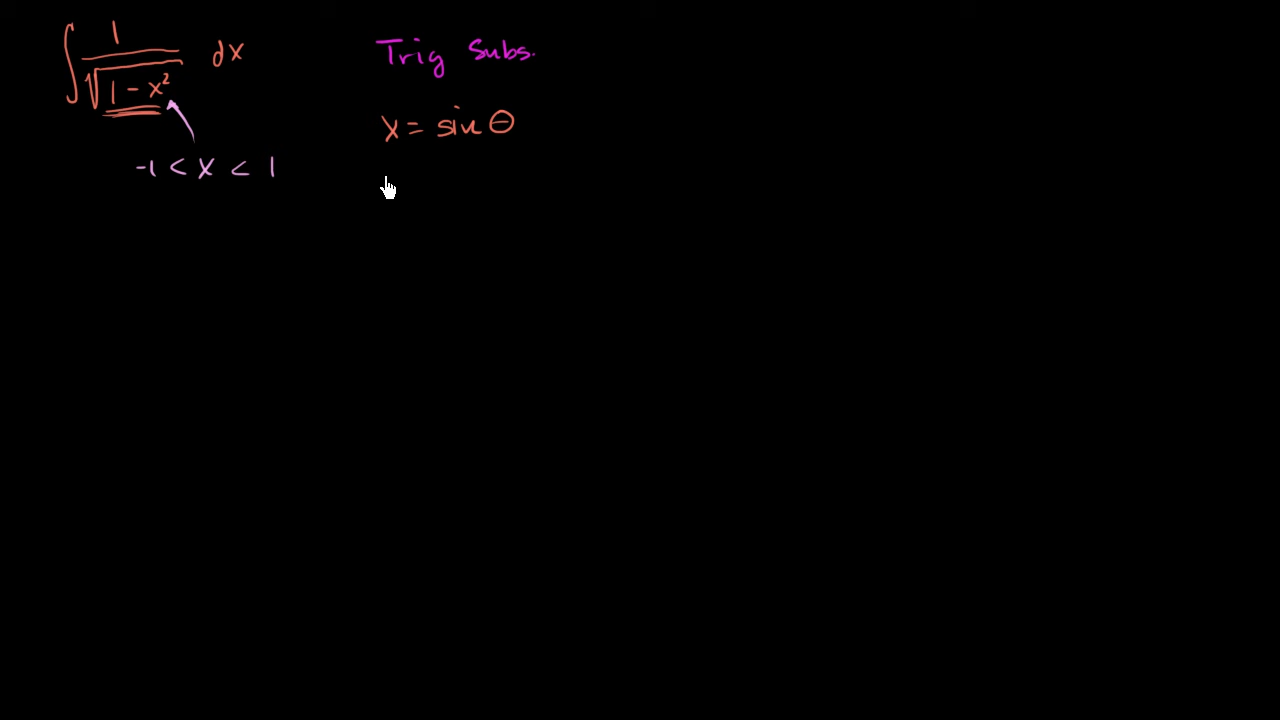 ∫ 1/√(1 - x²) dx
Trig Subs.
x = sin θ
-1 < x < 1